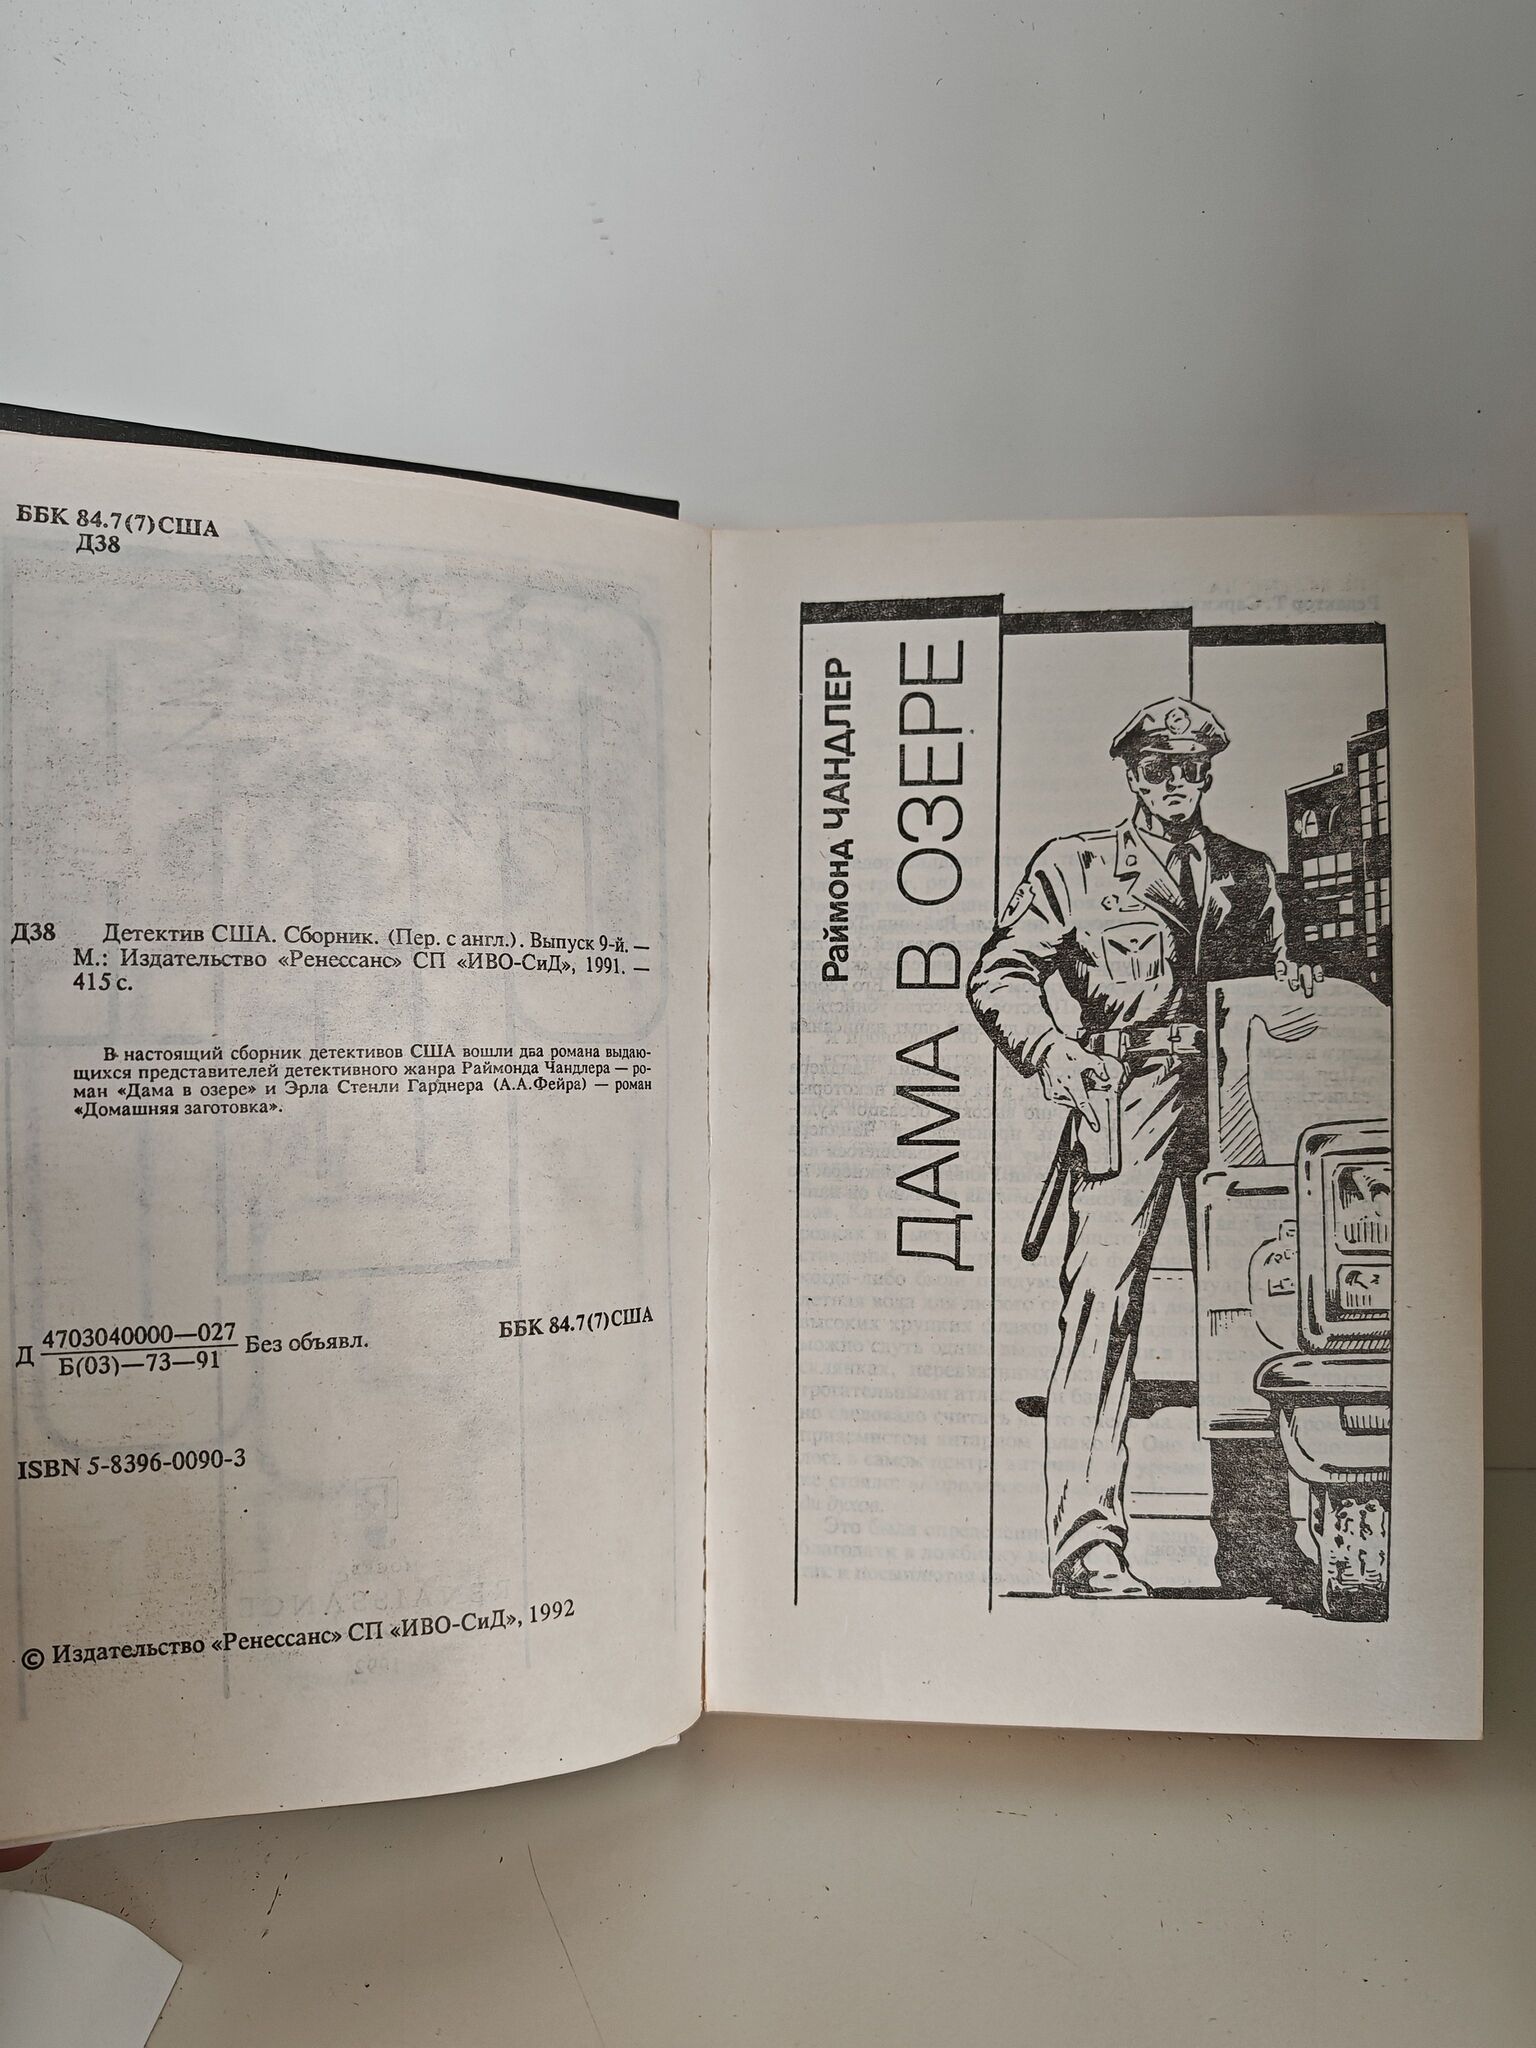 ББК 84.7(7)США
Д38
Д38 Детектив США. Сборник. (Пер. с англ.). Выпуск 9-й. —
М.: Издательство «Ренессанс» СП «ИВО-СиД», 1991. —
415 с.
В настоящий сборник детективов США вошли два романа выдаю-
щихся представителей детективного жанра Раймонда Чандлера — ро-
ман «Дама в озере» и Эрла Стенли Гарднера (А.А.Фейра) — роман
«Домашняя заготовка».
Д 4703040000—027
Б(03)—73—91 Без объявл.
ББК 84.7(7)США
ISBN 5-8396-0090-3
© Издательство «Ренессанс» СП «ИВО-СиД», 1992
Раймонд ЧАНДЛЕР
ДАМА В ОЗЕРЕ